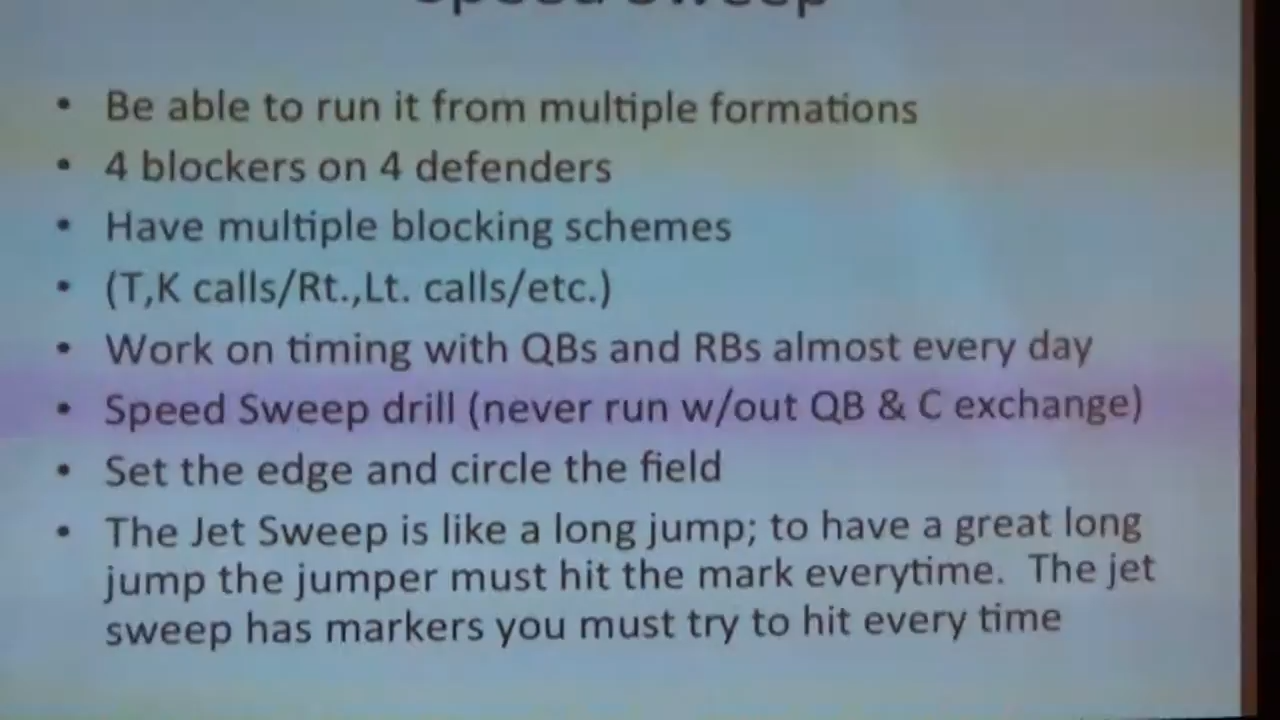 Speed Sweep
• Be able to run it from multiple formations
• 4 blockers on 4 defenders
• Have multiple blocking schemes
• (T,K calls/Rt.,Lt. calls/etc.)
• Work on timing with QBs and RBs almost every day
• Speed Sweep drill (never run w/out QB & C exchange)
• Set the edge and circle the field
• The Jet Sweep is like a long jump; to have a great long
jump the jumper must hit the mark everytime. The jet
sweep has markers you must try to hit every time